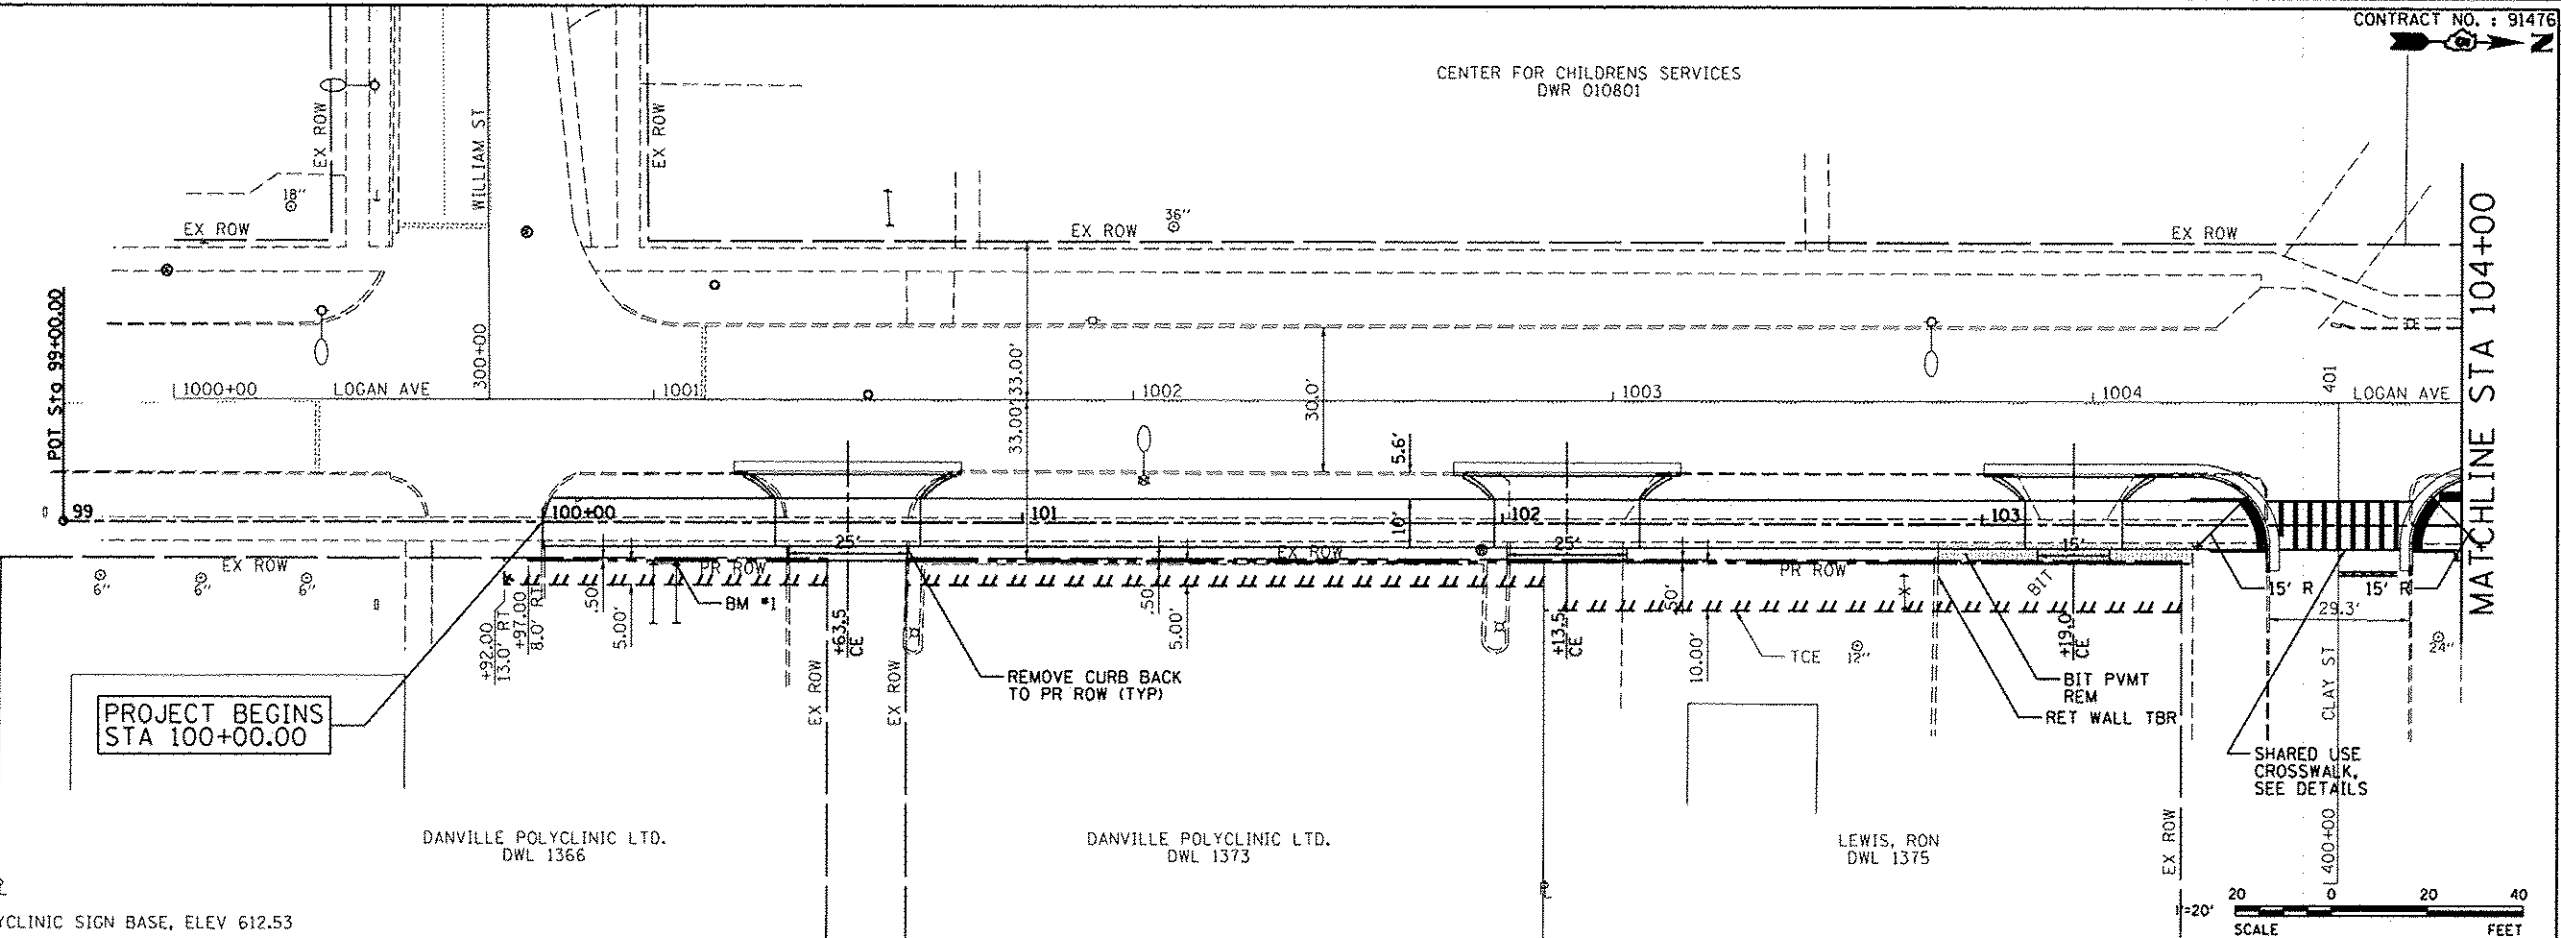 CONTRACT NO. : 91476
N
CENTER FOR CHILDRENS SERVICES
DWR 010801
EX ROW
WILLIAM ST
EX ROW
18"
EX ROW
36"
EX ROW
EX ROW
MATCHLINE STA 104+00
POT Sta 99+00.00
300+00
1000+00
LOGAN AVE
1001
33.00'
33.00'
1002
30.0'
1003
1004
401
LOGAN AVE
5.6'
99
100+00
101
10'
102
103
25'
25'
15'
EX ROW
EX ROW
PR ROW
PR ROW
BIT
6"
6"
6"
BM #1
+92.00
13.0' RT
+97.00
8.0' RT
.50'
5.00'
+63.5
CE
.50'
5.00'
+13.5
CE
.50'
10.00'
TCE
12"
+19.0
CE
15' R
15' R
29.3'
24"
PROJECT BEGINS
STA 100+00.00
EX ROW
EX ROW
REMOVE CURB BACK
TO PR ROW (TYP)
BIT PVMT
REM
RET WALL TBR
CLAY ST
SHARED USE
CROSSWALK,
SEE DETAILS
DANVILLE POLYCLINIC LTD.
DWL 1366
DANVILLE POLYCLINIC LTD.
DWL 1373
LEWIS, RON
DWL 1375
EX ROW
400+00
YCLINIC SIGN BASE, ELEV 612.53
1"=20'
20 0 20 40
SCALE FEET